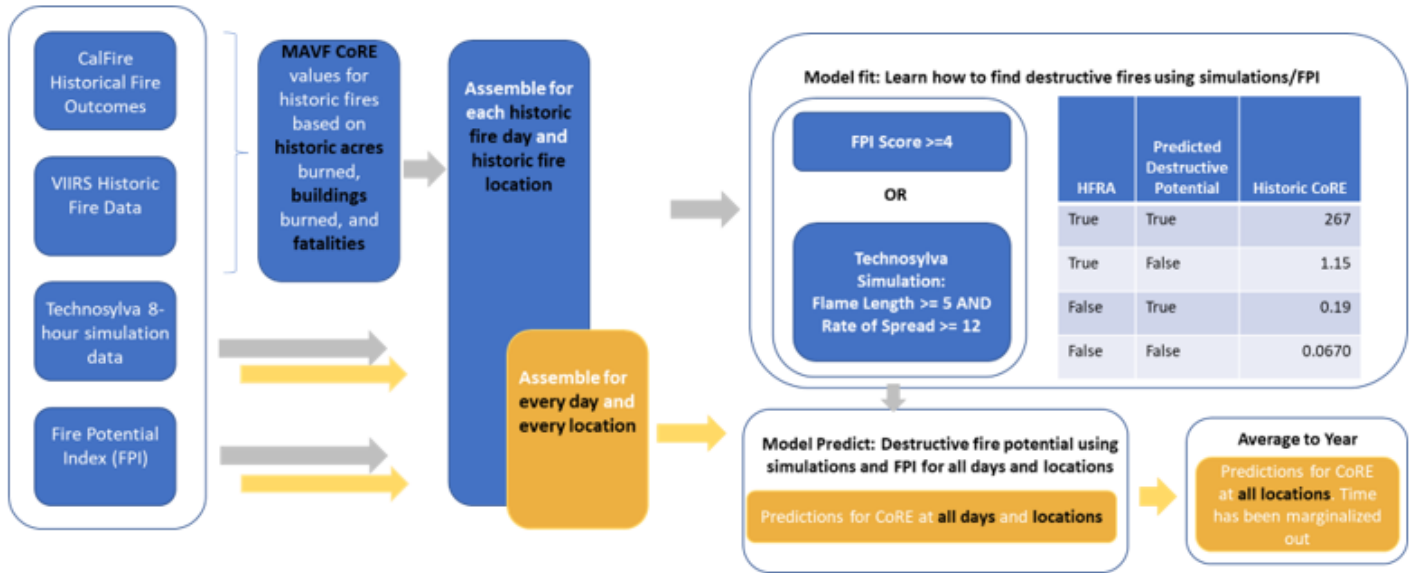 CalFire
Historical Fire
Outcomes
VIIRS Historic
Fire Data
Technosylva 8-
hour simulation
data
Fire Potential
Index (FPI)
MAVF CoRE
values for
historic fires
based on
historic acres
burned,
buildings
burned, and
fatalities
Assemble for
each historic
fire day and
historic fire
location
Assemble for
every day and
every location
Model fit: Learn how to find destructive fires using simulations/FPI
FPI Score >=4
OR
Technosylva
Simulation:
Flame Length >= 5 AND
Rate of Spread >= 12
HFRA
Predicted
Destructive
Potential
Historic CoRE
True True 267
True False 1.15
False True 0.19
False False 0.0670
Model Predict: Destructive fire potential using
simulations and FPI for all days and locations
Predictions for CoRE at all days and locations
Average to Year
Predictions for CoRE
at all locations. Time
has been marginalized
out